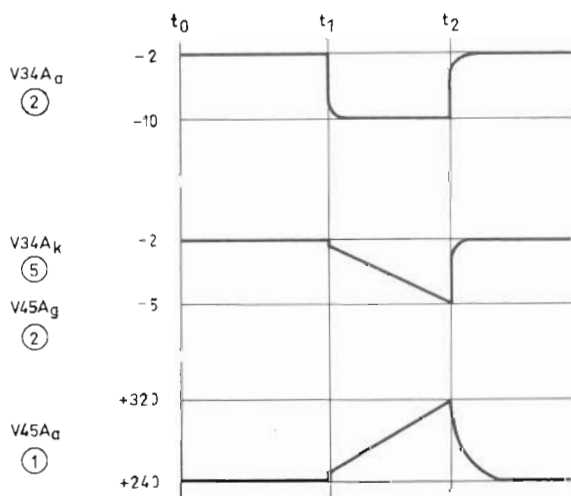 t0 t1 t2
V34Aa
②
-2
-10
V34Ak
⑤
V45Ag
②
-2
-5
V45Aa
①
+320
+240